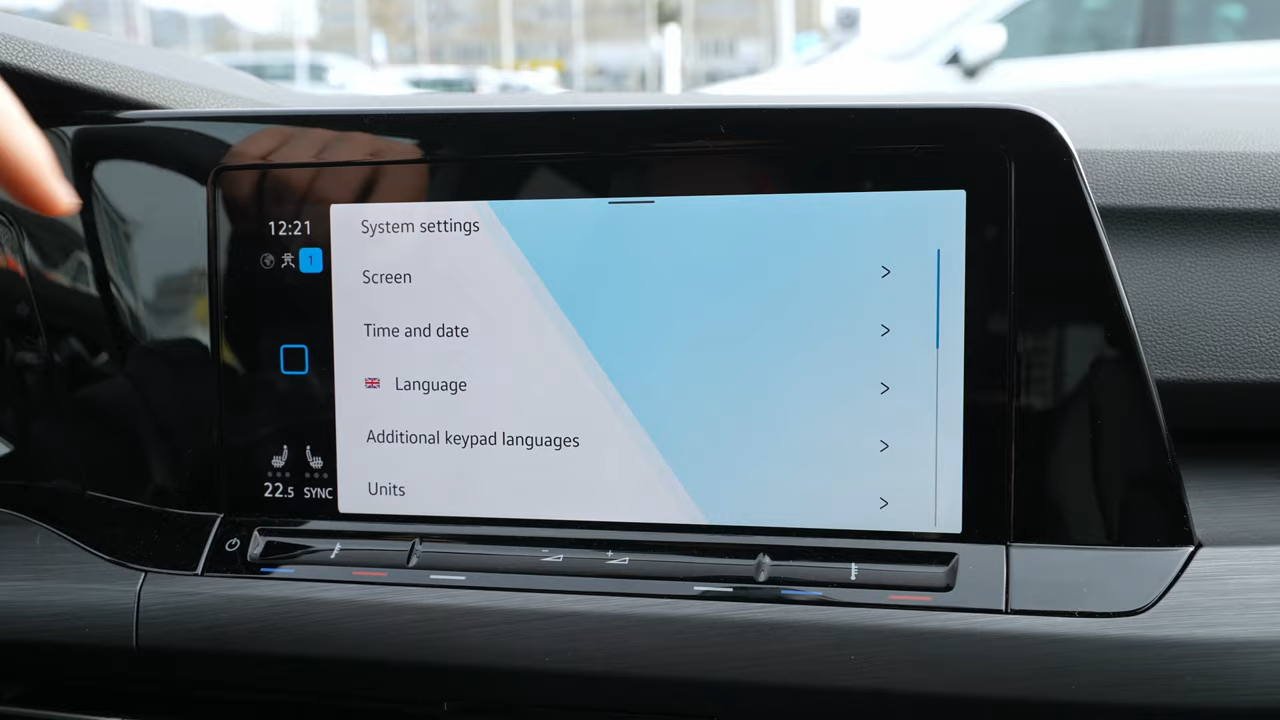 12:21
1
22.5 SYNC
System settings
Screen
Time and date
Language
Additional keypad languages
Units